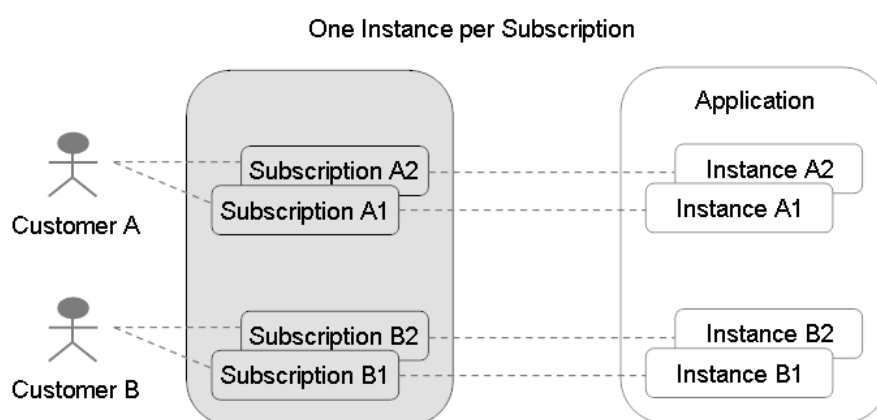 One Instance per Subscription
Application
Subscription A2
Instance A2
Subscription A1
Instance A1
Customer A
Subscription B2
Instance B2
Subscription B1
Instance B1
Customer B